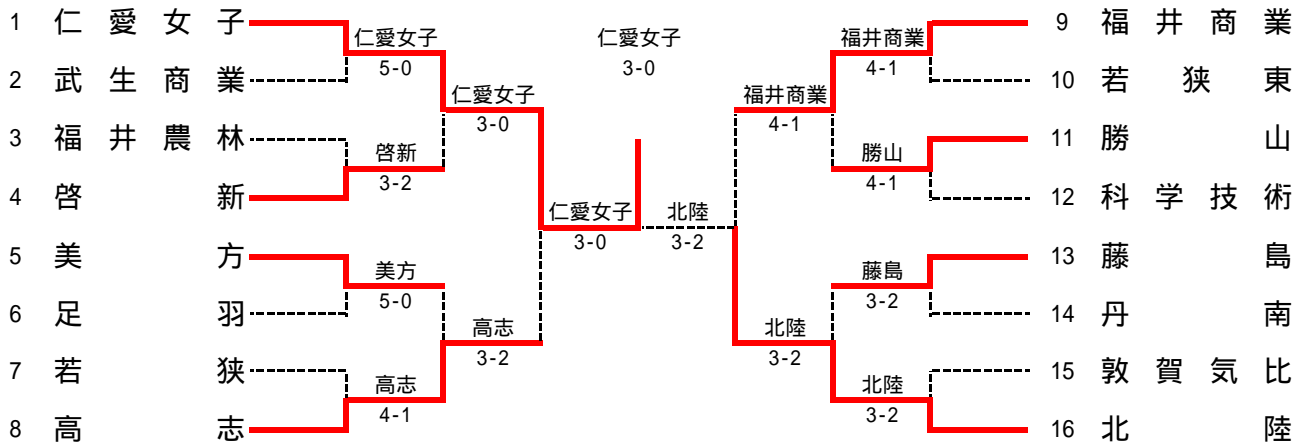 1 仁愛女子
2 武生商業
3 福井農林
4 啓新
5 美方
6 足羽
7 若狭
8 高志
仁愛女子
5-0
啓新
3-2
美方
5-0
高志
4-1
仁愛女子
3-0
高志
3-2
仁愛女子
3-0
仁愛女子
3-0
北陸
3-2
福井商業
4-1
北陸
3-2
福井商業
4-1
勝山
4-1
藤島
3-2
北陸
3-2
9 福井商業
10 若狭東
11 勝山
12 科学技術
13 藤島
14 丹南
15 敦賀気比
16 北陸